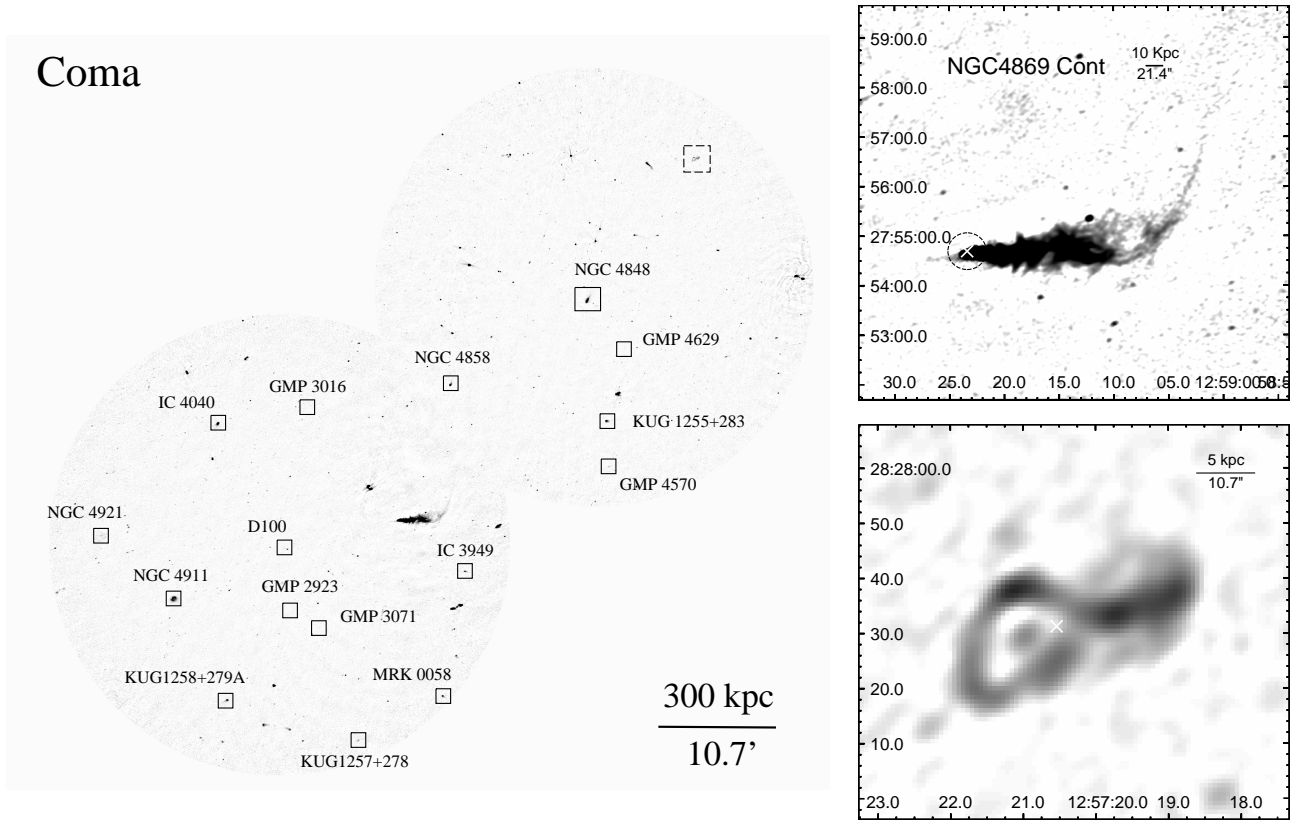 Coma
NGC 4848
GMP 4629
NGC 4858
GMP 3016
IC 4040
KUG 1255+283
GMP 4570
NGC 4921
D100
IC 3949
NGC 4911
GMP 2923
GMP 3071
KUG1258+279A
MRK 0058
KUG1257+278
300 kpc
10.7’
59:00.0
NGC4869 Cont
10 Kpc
21.4"
58:00.0
57:00.0
56:00.0
27:55:00.0
54:00.0
53:00.0
30.0 25.0 20.0 15.0 10.0 05.0 12:59:00.0
28:28:00.0
5 kpc
10.7"
50.0
40.0
30.0
20.0
10.0
23.0 22.0 21.0 12:57:20.0 19.0 18.0